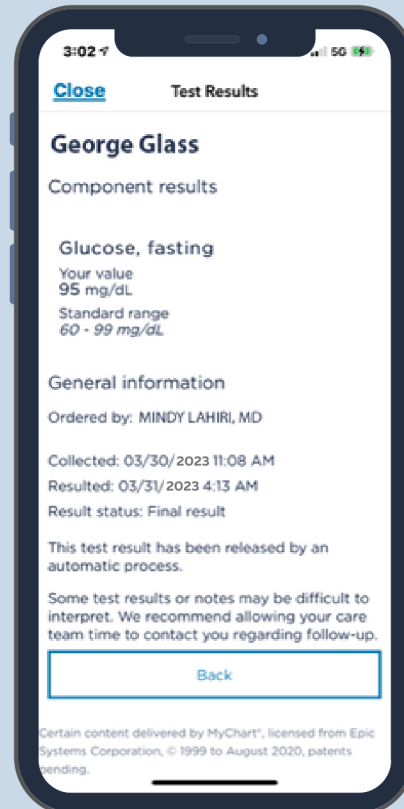 3:02
5G
Close
Test Results
George Glass
Component results
Glucose, fasting
Your value
95 mg/dL
Standard range
60 - 99 mg/dL
General information
Ordered by: MINDY LAHIRI, MD
Collected: 03/30/2023 11:08 AM
Resulted: 03/31/2023 4:13 AM
Result status: Final result
This test result has been released by an
automatic process.
Some test results or notes may be difficult to
interpret. We recommend allowing your care
team time to contact you regarding follow-up.
Back
Certain content delivered by MyChart®, licensed from Epic
Systems Corporation, © 1999 to August 2020, patents
pending.